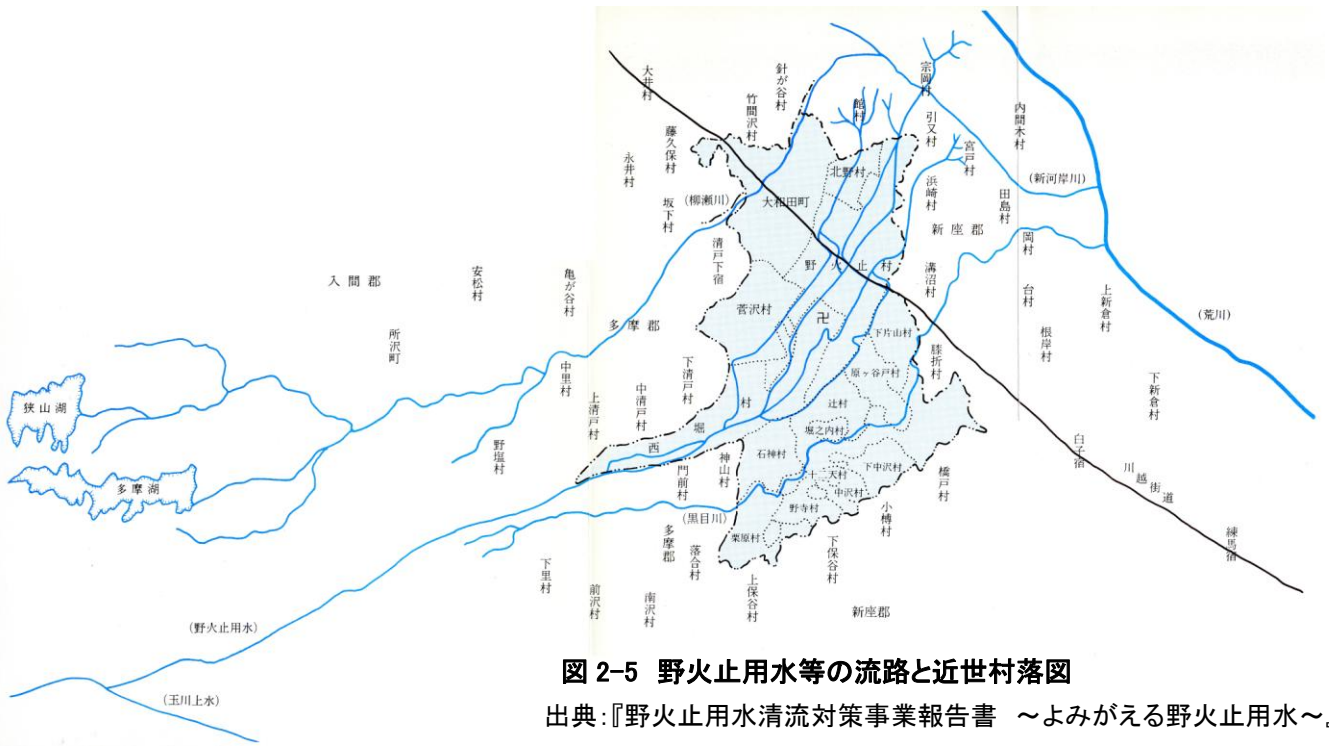 大井村
針が谷村
宗岡村
竹間沢村
館村
内間木村
引又村
藤久保村
宮戸村
永井村
北野村
浜崎村
(新河岸川)
坂下村
(柳瀬川)
大和田町
田島村
新座郡
岡村
清戸下宿
野火止村
溝沼村
台村
上新倉村
入間郡
安松村
亀が谷村
菅沢村
(荒川)
所沢町
多摩郡
卍
下片山村
根岸村
膝折村
中里村
下清戸村
原ヶ谷戸村
下新倉村
狭山湖
上清戸村
中清戸村
西堀村
辻村
堀之内村
白子宿
野塩村
神山村
石神村
川越街道
門前村
十二天村
下中沢村
橋戸村
多摩湖
中沢村
野寺村
小榑村
(黒目川)
多摩郡
栗原村
練馬宿
落合村
下保谷村
下里村
前沢村
南沢村
上保谷村
新座郡
(野火止用水)
(玉川上水)
図 2-5 野火止用水等の流路と近世村落図
出典:『野火止用水清流対策事業報告書 ～よみがえる野火止用水～』